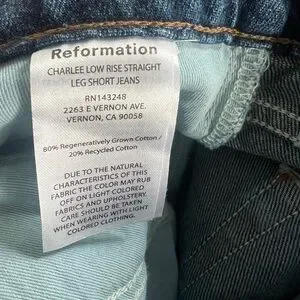 Reformation
CHARLEE LOW RISE STRAIGHT
LEG SHORT JEANS
RN143248
2263 E VERNON AVE.
VERNON, CA 90058
80% Regeneratively Grown Cotton /
20% Recycled Cotton
DUE TO THE NATURAL
CHARACTERISTICS OF THIS
FABRIC THE COLOR MAY RUB
OFF ON LIGHT COLORED
FABRICS AND UPHOLSTERY.
CARE SHOULD BE TAKEN
WHEN WEARING WITH LIGHT
COLORED CLOTHING.